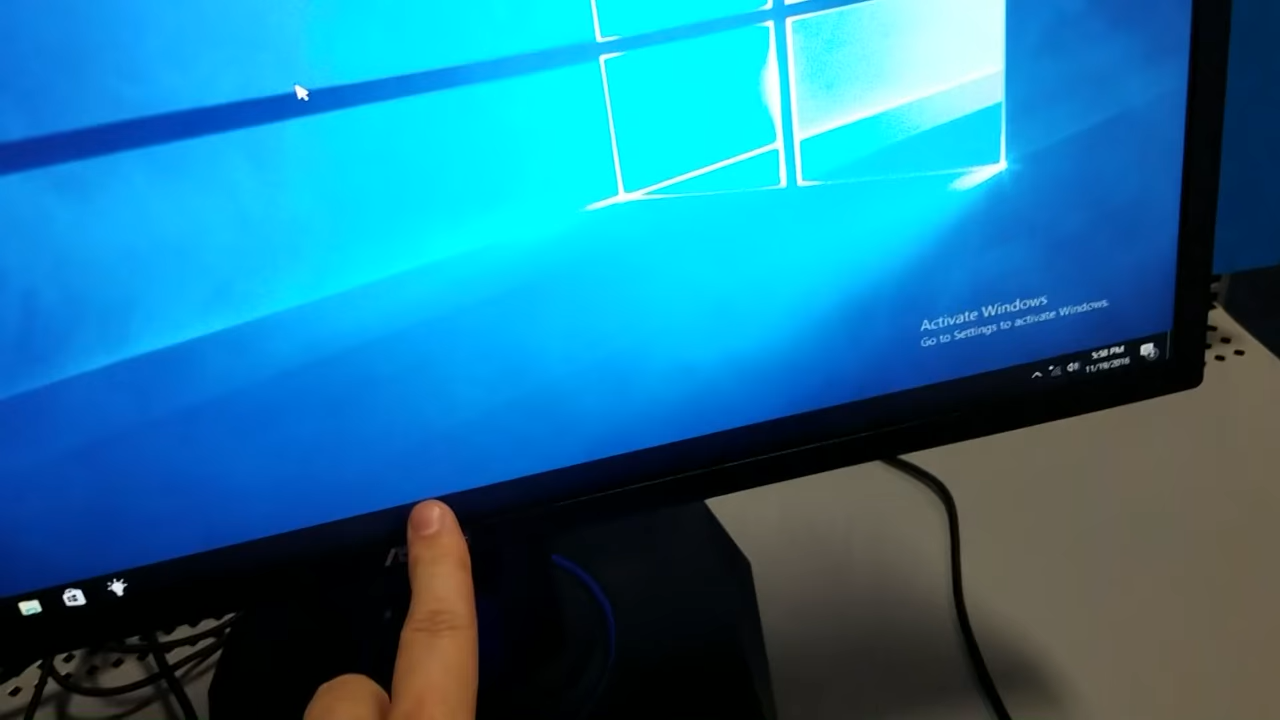 Activate Windows
Go to Settings to activate Windows.
5:58 PM
11/19/2016